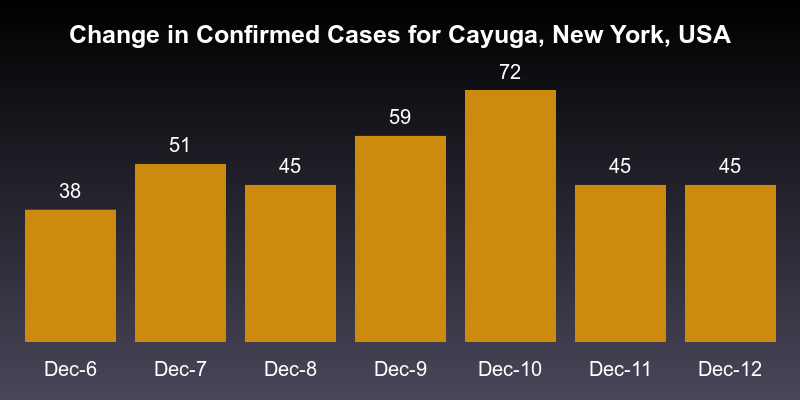 Change in Confirmed Cases for Cayuga, New York, USA
38
51
45
59
72
45
45
Dec-6
Dec-7
Dec-8
Dec-9
Dec-10
Dec-11
Dec-12